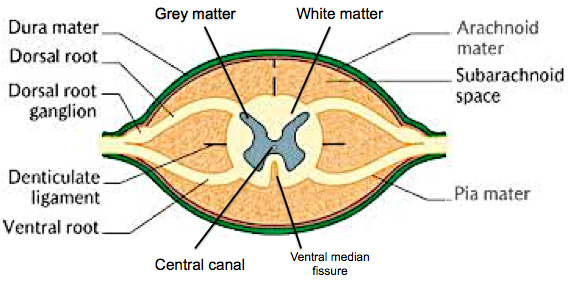 Grey matter
White matter
Dura mater
Dorsal root
Dorsal root
ganglion
Denticulate
ligament
Ventral root
Central canal
Ventral median
fissure
Arachnoid
mater
Subarachnoid
space
Pia mater